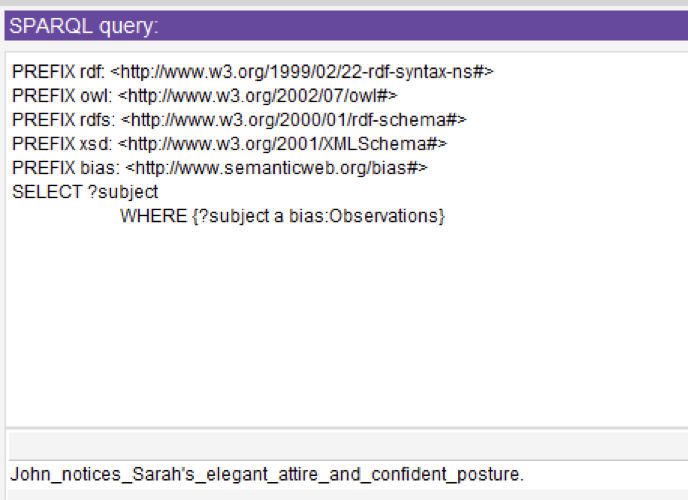 SPARQL query:
PREFIX rdf: <http://www.w3.org/1999/02/22-rdf-syntax-ns#>
PREFIX owl: <http://www.w3.org/2002/07/owl#>
PREFIX rdfs: <http://www.w3.org/2000/01/rdf-schema#>
PREFIX xsd: <http://www.w3.org/2001/XMLSchema#>
PREFIX bias: <http://www.semanticweb.org/bias#>
SELECT ?subject
WHERE {?subject a bias:Observations}
John_notices_Sarah's_elegant_attire_and_confident_posture.